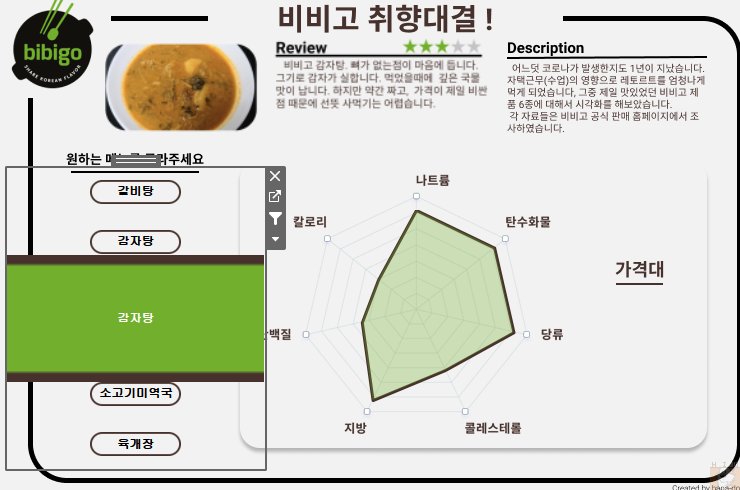 비비고 취향대결 !
bibigo
SHARE KOREAN FLAVOR
Review
비비고 감자탕. 뼈가 없는점이 마음에 듭니다.
그기로 감자가 실합니다. 먹었을때에 깊은 국물
맛이 납니다. 하지만 약간 짜고, 가격이 제일 비싼
점 때문에 선뜻 사먹기는 어렵습니다.
Description
어느덧 코로나가 발생한지도 1년이 지났습니다.
자택근무(수업)의 영향으로 레토르트를 엄청나게
먹게 되었습니다, 그중 제일 맛있었던 비비고 제
품 6종에 대해서 시각화를 해보았습니다.
각 자료들은 비비고 공식 판매 홈페이지에서 조
사하였습니다.
원하는 골라주세요
갈비탕
감자탕
감자탕
소고기미역국
육개장
나트륨
칼로리
탄수화물
백질
당류
지방
콜레스테롤
가격대
Created by